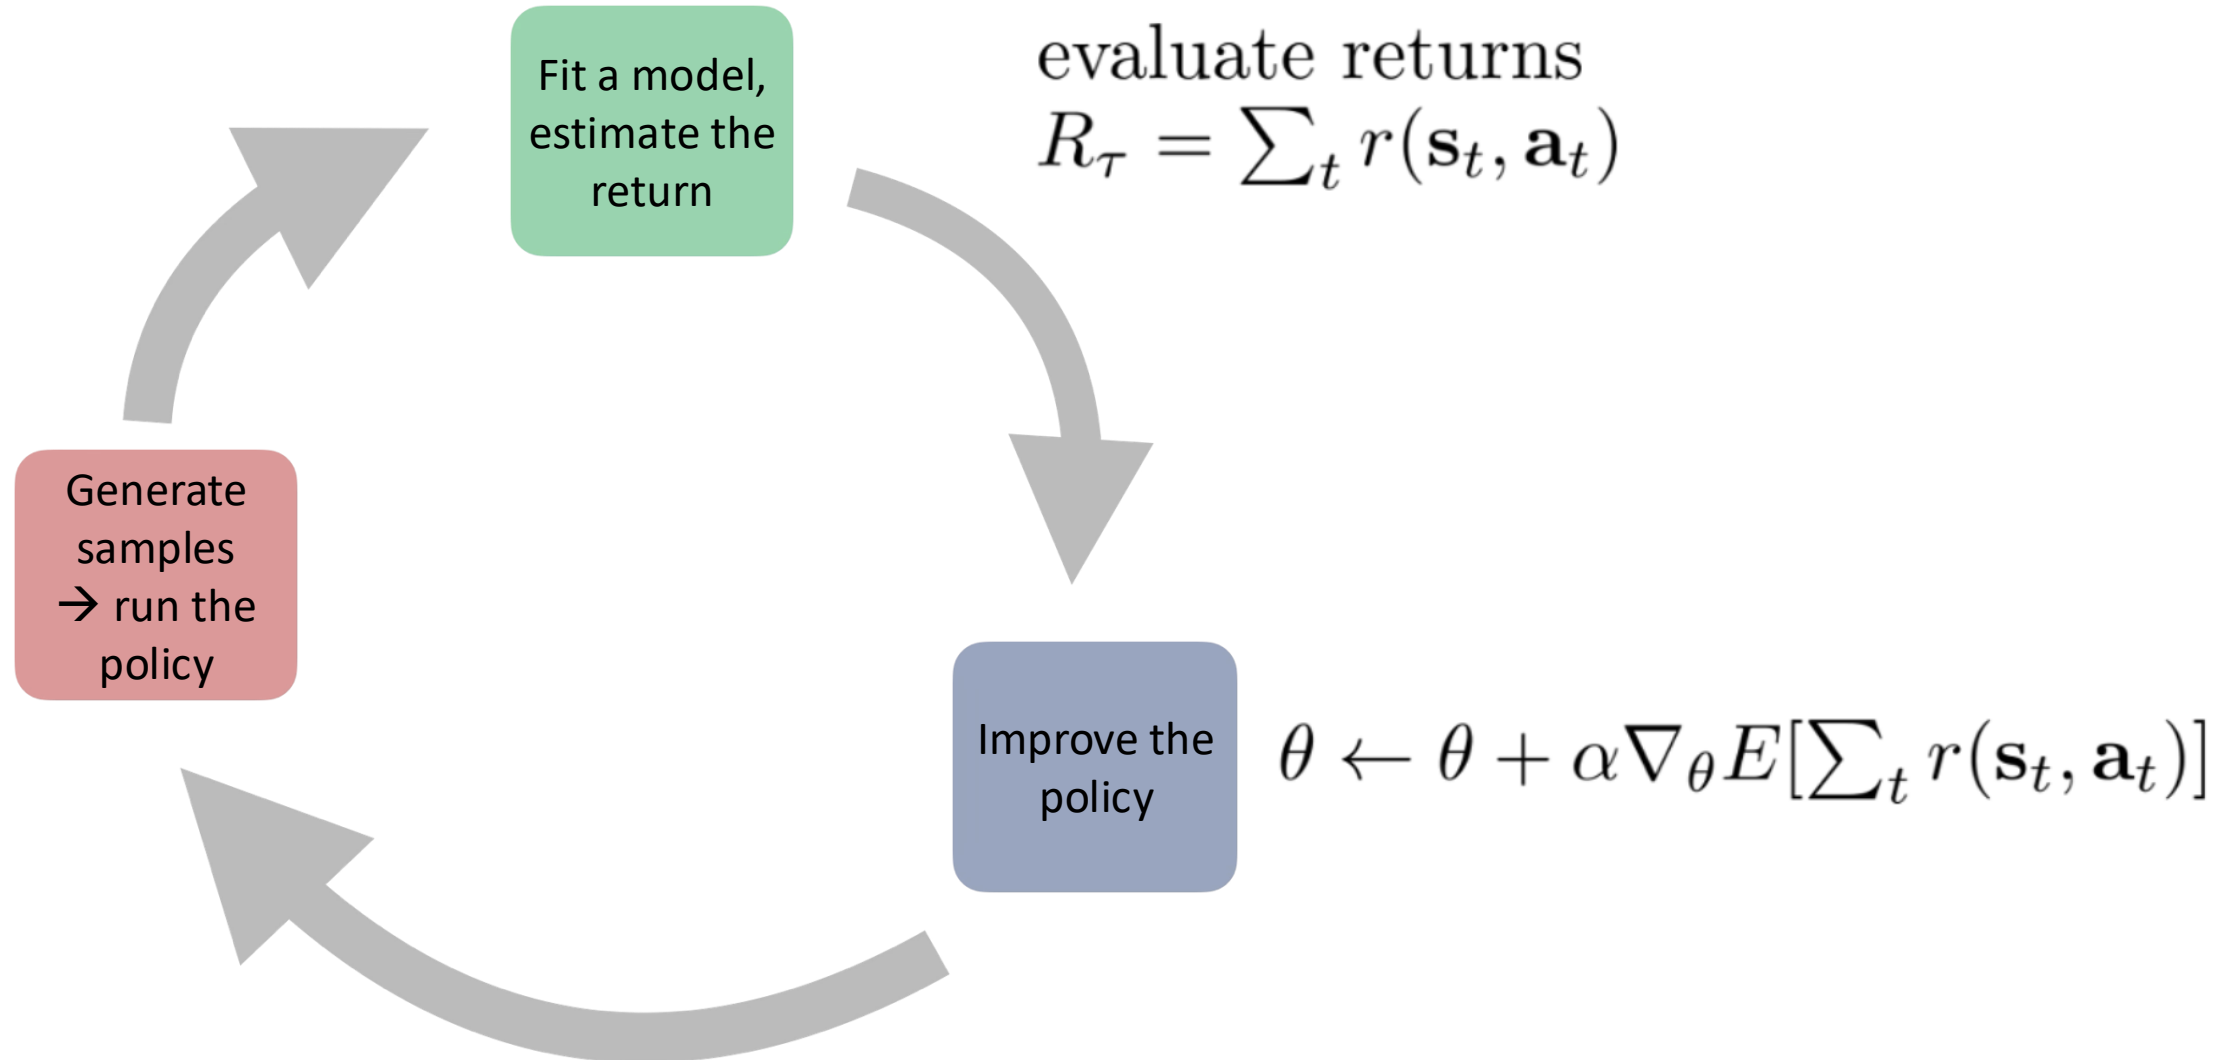 Fit a model,
estimate the
return
evaluate returns
R_τ = ∑_t r(s_t, a_t)
Generate
samples
→ run the
policy
Improve the
policy
θ ← θ + α∇_θ E[∑_t r(s_t, a_t)]